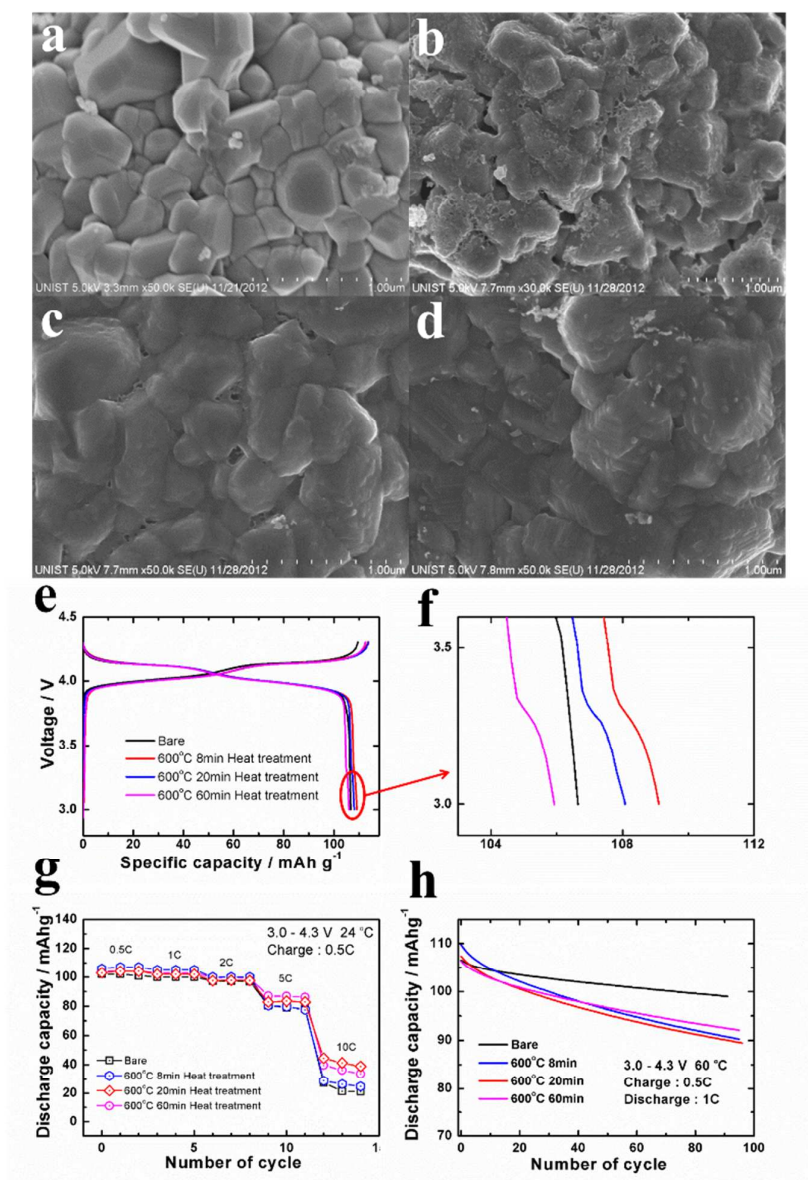 a
b
UNIST 5.0kV 3.3mm x50.0k SE(U) 11/21/2012 1.00um
UNIST 5.0kV 7.7mm x30.0k SE(U) 11/28/2012 1.00um
c
d
UNIST 5.0kV 7.7mm x50.0k SE(U) 11/28/2012 1.00um
UNIST 5.0kV 7.8mm x50.0k SE(U) 11/28/2012 1.00um
e
4.5
4.0
3.5
3.0
Voltage / V
Bare
600°C 8min Heat treatment
600°C 20min Heat treatment
600°C 60min Heat treatment
0 20 40 60 80 100
Specific capacity / mAh g⁻¹
f
3.5
3.0
104 108 112
g
140
120
100
80
60
40
20
0
Discharge capacity / mAhg⁻¹
3.0 - 4.3 V 24 °C
Charge : 0.5C
0.5C
1C
2C
5C
10C
Bare
600°C 8min Heat treatment
600°C 20min Heat treatment
600°C 60min Heat treatment
0 5 10
Number of cycle
h
110
100
90
80
70
Discharge capacity / mAhg⁻¹
Bare
600°C 8min
600°C 20min
600°C 60min
3.0 - 4.3 V 60 °C
Charge : 0.5C
Discharge : 1C
0 20 40 60 80 100
Number of cycle